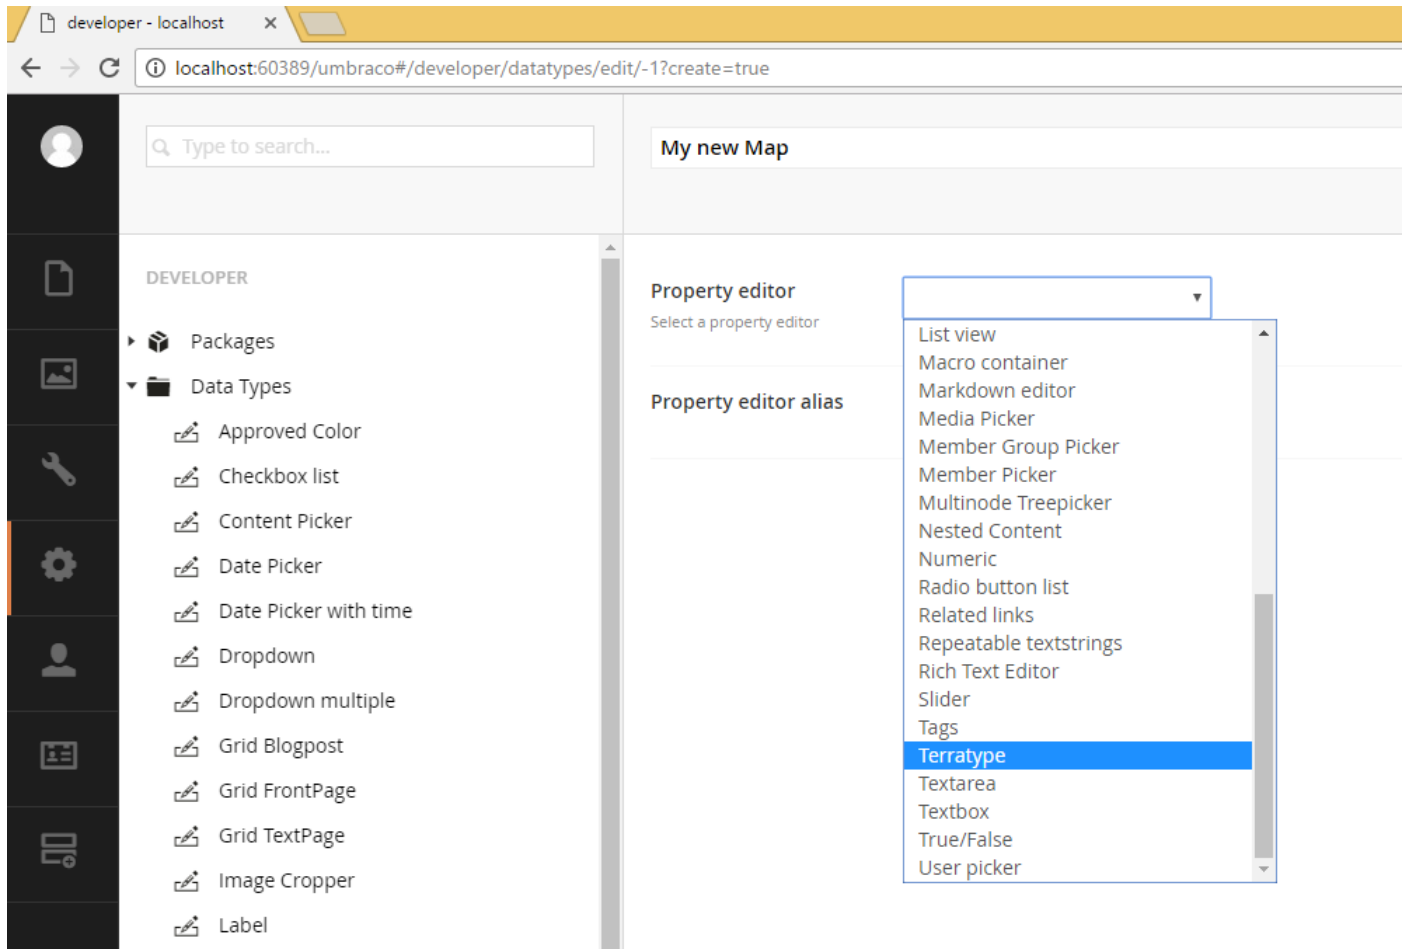 developer - localhost
localhost:60389/umbraco#/developer/datatypes/edit/-1?create=true
Type to search...
My new Map
DEVELOPER
Packages
Data Types
Approved Color
Checkbox list
Content Picker
Date Picker
Date Picker with time
Dropdown
Dropdown multiple
Grid Blogpost
Grid FrontPage
Grid TextPage
Image Cropper
Label
Property editor
Select a property editor
Property editor alias
List view
Macro container
Markdown editor
Media Picker
Member Group Picker
Member Picker
Multinode Treepicker
Nested Content
Numeric
Radio button list
Related links
Repeatable textstrings
Rich Text Editor
Slider
Tags
Terratype
Textarea
Textbox
True/False
User picker